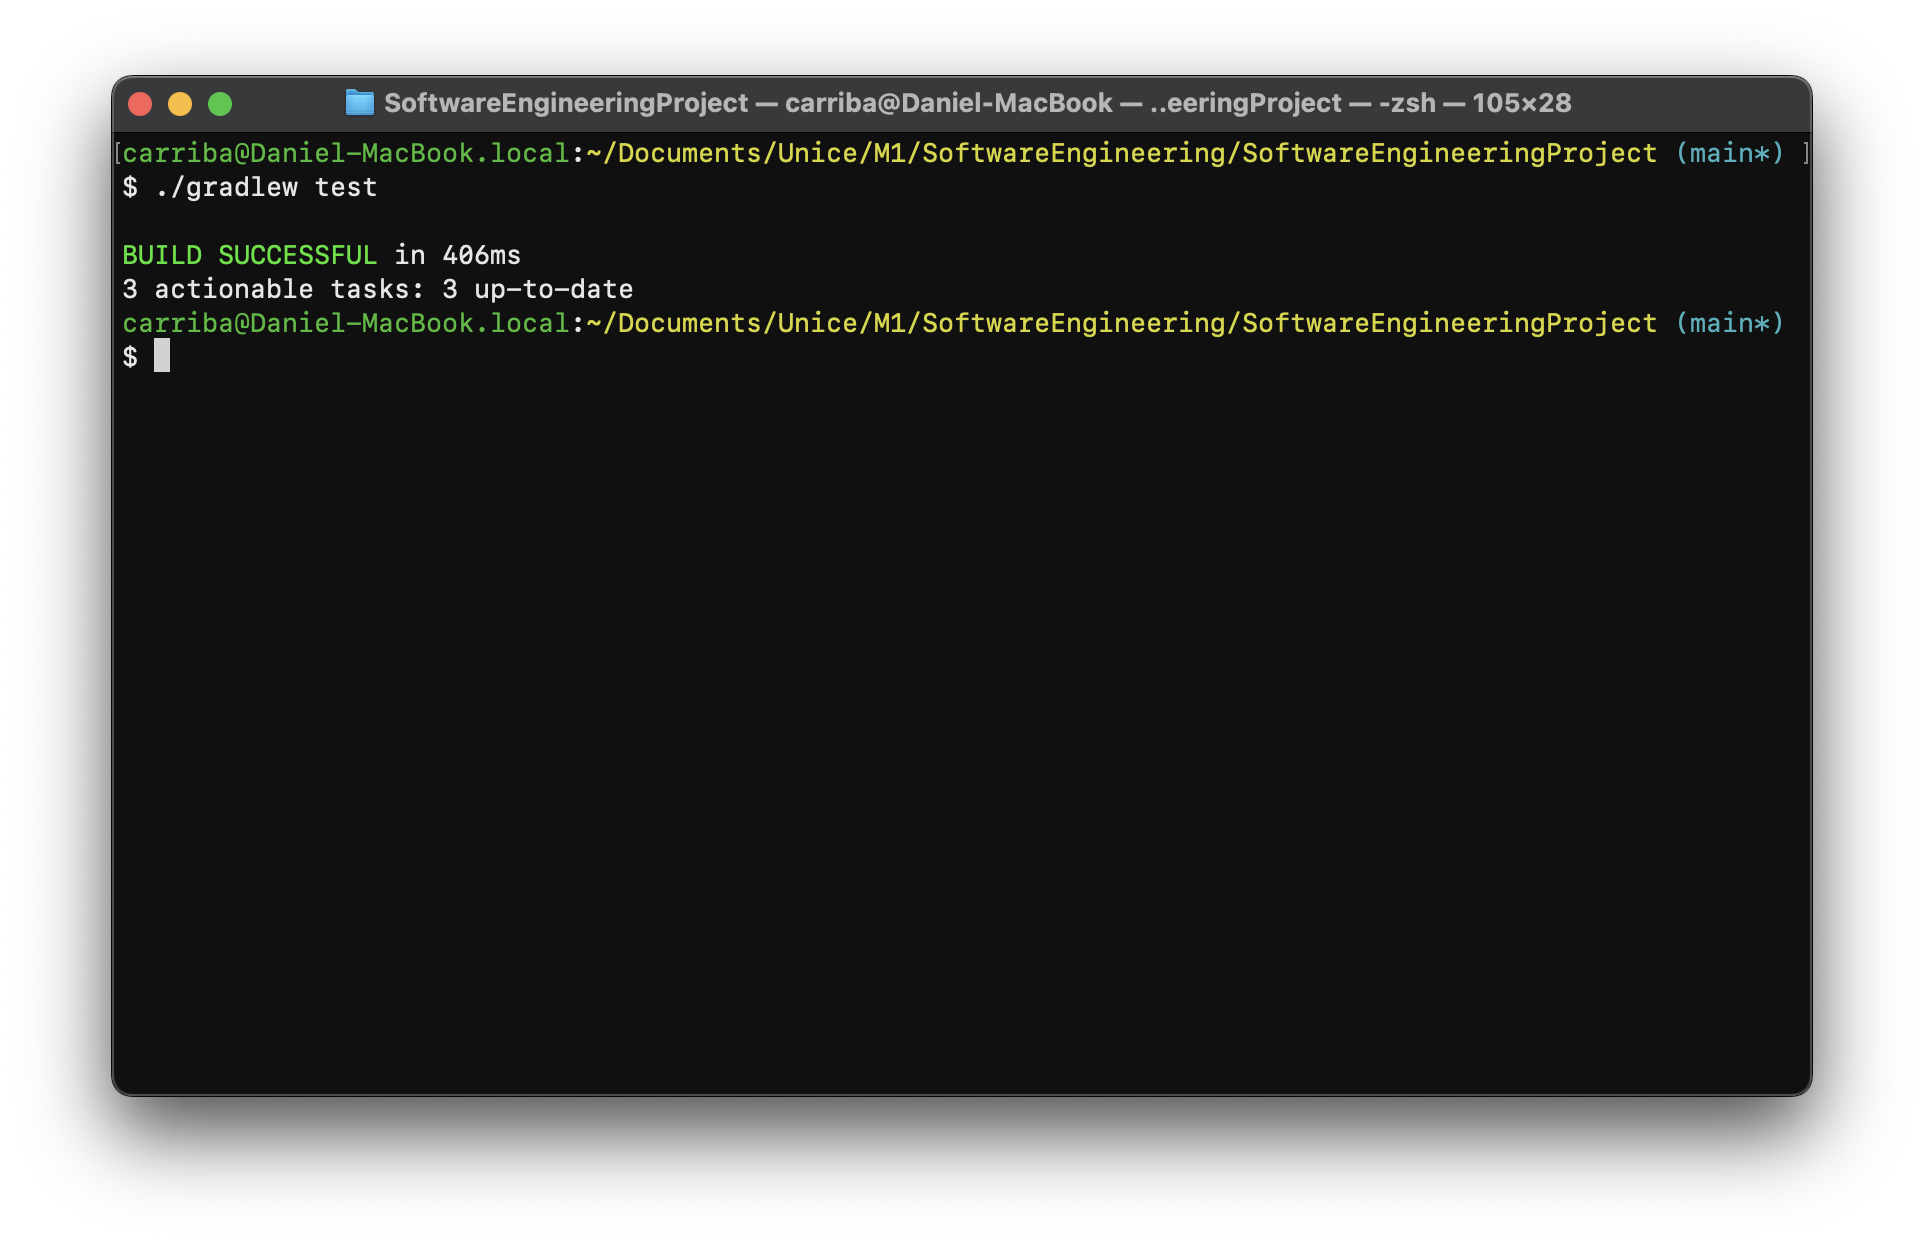 SoftwareEngineeringProject — carriba@Daniel-MacBook — ..eeringProject — -zsh — 105×28
[carriba@Daniel-MacBook.local:~/Documents/Unice/M1/SoftwareEngineering/SoftwareEngineeringProject (main*) ]
$ ./gradlew test
BUILD SUCCESSFUL in 406ms
3 actionable tasks: 3 up-to-date
carriba@Daniel-MacBook.local:~/Documents/Unice/M1/SoftwareEngineering/SoftwareEngineeringProject (main*)
$